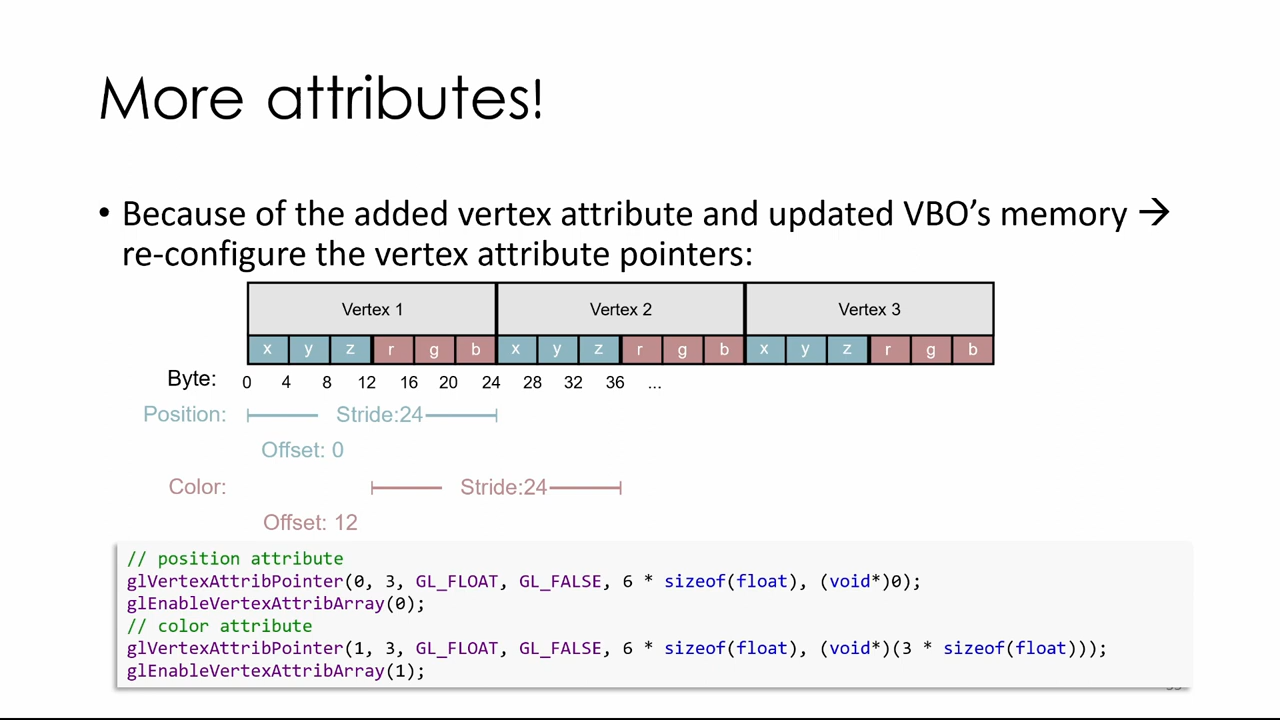 More attributes!
• Because of the added vertex attribute and updated VBO’s memory →
re-configure the vertex attribute pointers:
Vertex 1 Vertex 2 Vertex 3
x y z r g b x y z r g b x y z r g b
Byte: 0 4 8 12 16 20 24 28 32 36 ...
Position: Stride:24
Offset: 0
Color: Stride:24
Offset: 12
// position attribute
glVertexAttribPointer(0, 3, GL_FLOAT, GL_FALSE, 6 * sizeof(float), (void*)0);
glEnableVertexAttribArray(0);
// color attribute
glVertexAttribPointer(1, 3, GL_FLOAT, GL_FALSE, 6 * sizeof(float), (void*)(3 * sizeof(float)));
glEnableVertexAttribArray(1);